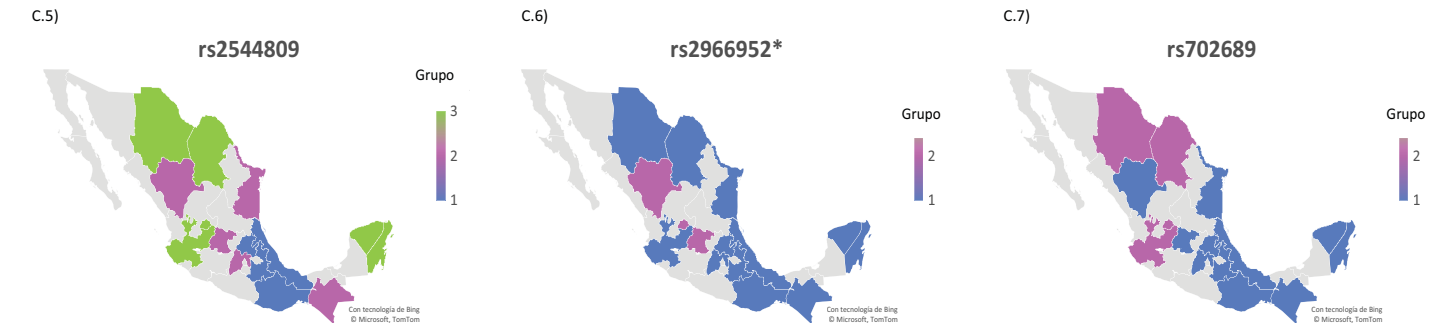 C.5)
rs2544809
Grupo
3
2
1
Con tecnología de Bing
© Microsoft, TomTom
C.6)
rs2966952*
Grupo
2
1
Con tecnología de Bing
© Microsoft, TomTom
C.7)
rs702689
Grupo
2
1
Con tecnología de Bing
© Microsoft, TomTom